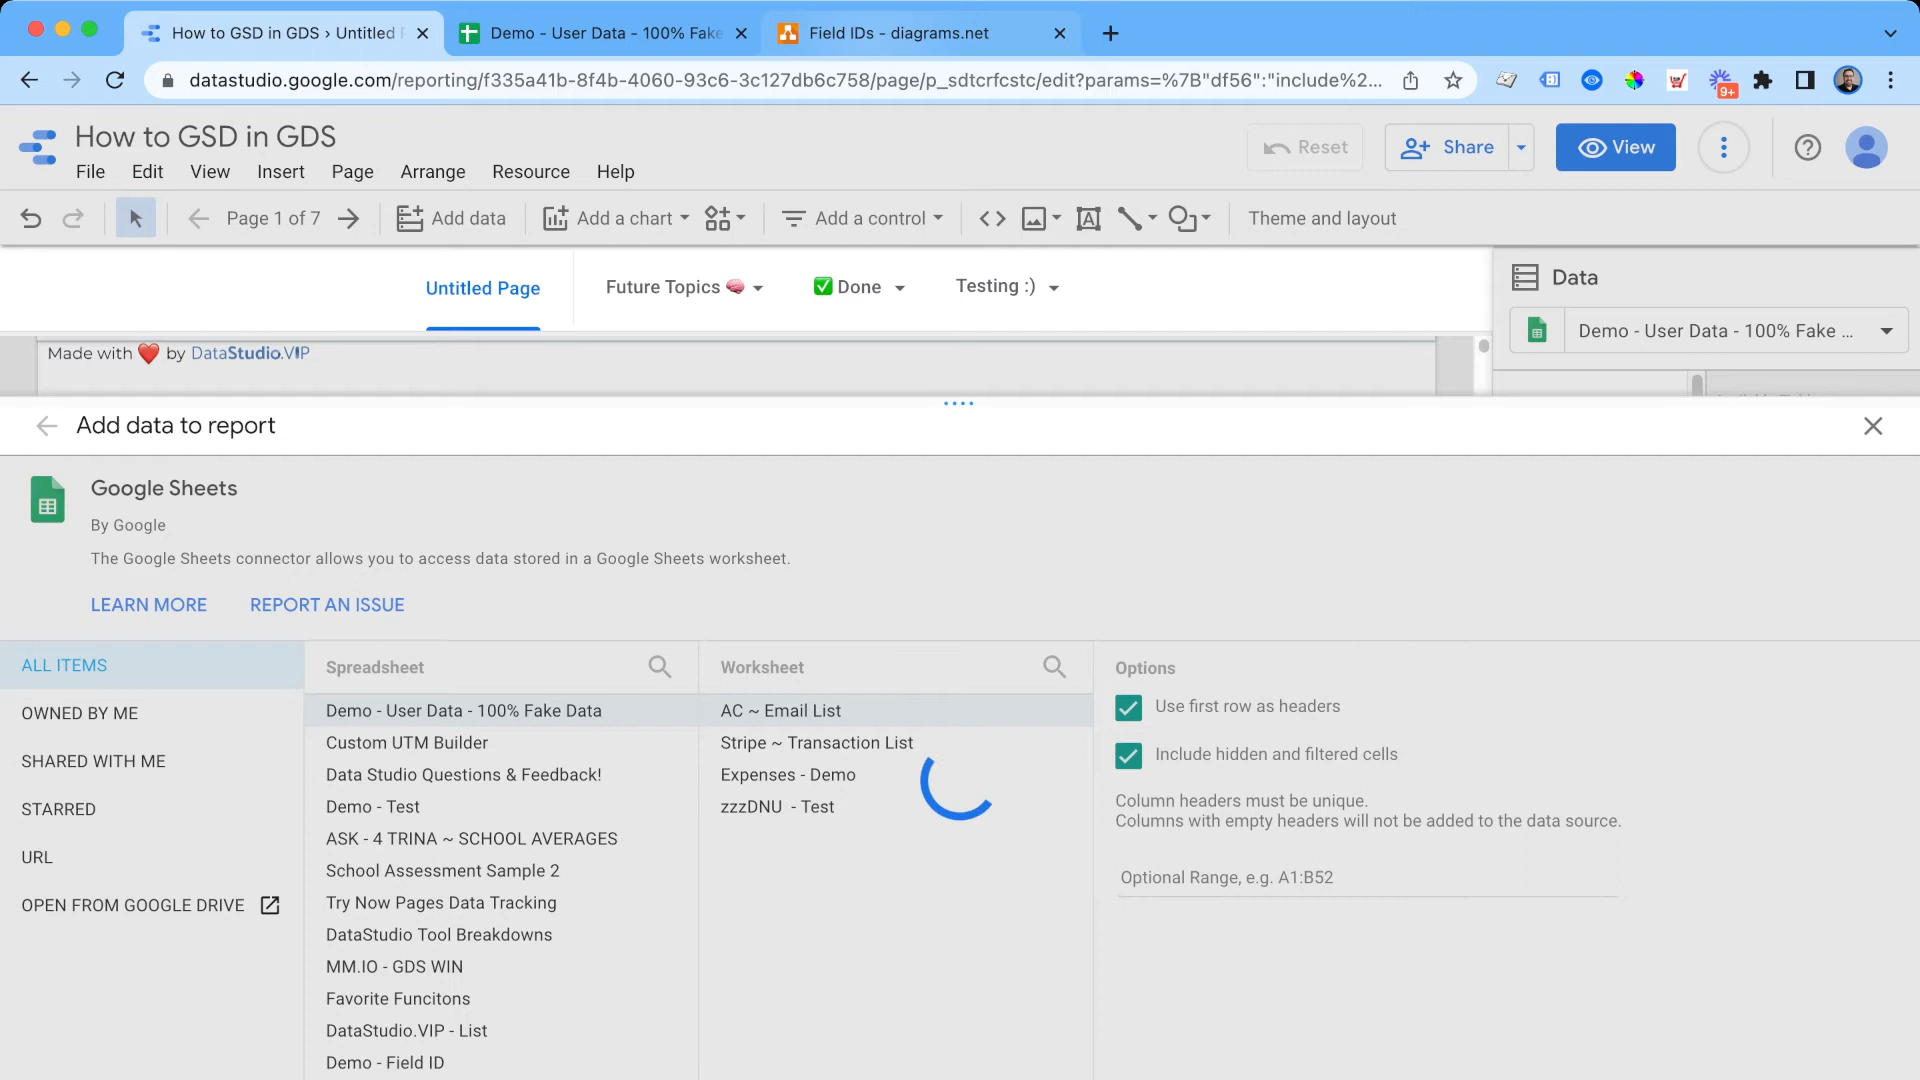 How to GSD in GDS › Untitled P
Demo - User Data - 100% Fake
Field IDs - diagrams.net
datastudio.google.com/reporting/f335a41b-8f4b-4060-93c6-3c127db6c758/page/p_sdtcrfcstc/edit?params=%7B"df56":"include%2...
9+
How to GSD in GDS
Reset
Share
View
File Edit View Insert Page Arrange Resource Help
Page 1 of 7
Add data
Add a chart
Add a control
Theme and layout
Untitled Page
Future Topics 🧠
✅ Done
Testing :)
Data
Demo - User Data - 100% Fake ...
Made with ❤️ by DataStudio.VIP
Add data to report
Google Sheets
By Google
The Google Sheets connector allows you to access data stored in a Google Sheets worksheet.
LEARN MORE
REPORT AN ISSUE
ALL ITEMS
OWNED BY ME
SHARED WITH ME
STARRED
URL
OPEN FROM GOOGLE DRIVE
Spreadsheet
Demo - User Data - 100% Fake Data
Custom UTM Builder
Data Studio Questions & Feedback!
Demo - Test
ASK - 4 TRINA ~ SCHOOL AVERAGES
School Assessment Sample 2
Try Now Pages Data Tracking
DataStudio Tool Breakdowns
MM.IO - GDS WIN
Favorite Funcitons
DataStudio.VIP - List
Demo - Field ID
Worksheet
AC ~ Email List
Stripe ~ Transaction List
Expenses - Demo
zzzDNU - Test
Options
Use first row as headers
Include hidden and filtered cells
Column headers must be unique.
Columns with empty headers will not be added to the data source.
Optional Range, e.g. A1:B52